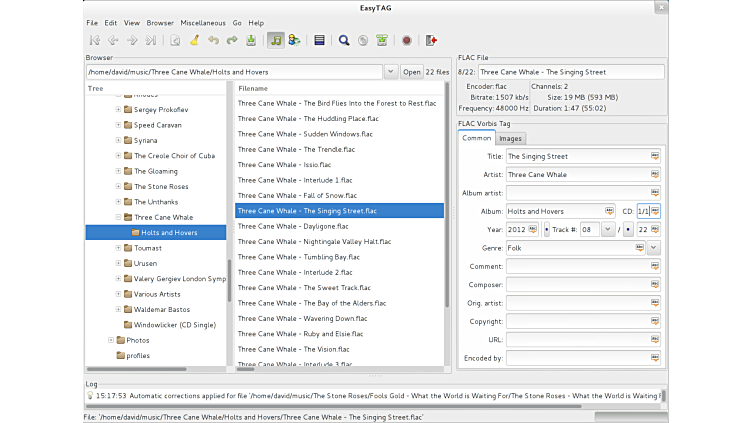 EasyTAG
File Edit View Browser Miscellaneous Go Help
Browser
/home/david/music/Three Cane Whale/Holts and Hovers
Open 22 files
Tree
Sergey Prokofiev
Speed Caravan
Syriana
The Creole Choir of Cuba
The Gloaming
The Stone Roses
The Unthanks
Three Cane Whale
Holts and Hovers
Toumast
Urusen
Valery Gergiev London Symp
Various Artists
Waldemar Bastos
Windowlicker (CD Single)
Photos
profiles
Filename
Three Cane Whale - The Bird Flies Into the Forest to Rest.flac
Three Cane Whale - The Huddling Place.flac
Three Cane Whale - Sudden Windows.flac
Three Cane Whale - The Trendle.flac
Three Cane Whale - Issio.flac
Three Cane Whale - Interlude 1.flac
Three Cane Whale - Fall of Snow.flac
Three Cane Whale - The Singing Street.flac
Three Cane Whale - Dayligone.flac
Three Cane Whale - Nightingale Valley Halt.flac
Three Cane Whale - Tumbling Bay.flac
Three Cane Whale - Interlude 2.flac
Three Cane Whale - The Sweet Track.flac
Three Cane Whale - The Bay of the Alders.flac
Three Cane Whale - Wavering Down.flac
Three Cane Whale - Ruby and Elsie.flac
Three Cane Whale - The Vision.flac
Three Cane Whale - Interlude 3.flac
FLAC File
8/22: Three Cane Whale - The Singing Street
Encoder: flac Channels: 2
Bitrate: 1507 kb/s Size: 19 MB (593 MB)
Frequency: 48000 Hz Duration: 1:47 (55:02)
FLAC Vorbis Tag
Common Images
Title: The Singing Street
Artist: Three Cane Whale
Album artist:
Album: Holts and Hovers CD: 1/1
Year: 2012 Track #: 08 / 22
Genre: Folk
Comment:
Composer:
Orig. artist:
Copyright:
URL:
Encoded by:
Log
15:17:53 Automatic corrections applied for file '/home/david/music/The Stone Roses/Fools Gold - What the World is Waiting For/The Stone Roses - What the World is Waiting F
File: '/home/david/music/Three Cane Whale/Holts and Hovers/Three Cane Whale - The Singing Street.flac'